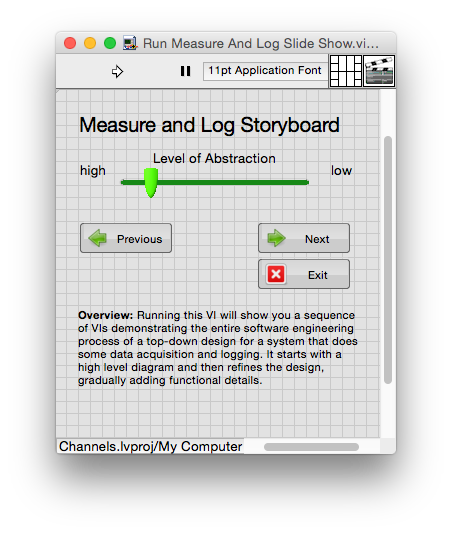 Run Measure And Log Slide Show.vi...
11pt Application Font
Measure and Log Storyboard
Level of Abstraction
high low
Previous Next
Exit
Overview: Running this VI will show you a sequence
of VIs demonstrating the entire software engineering
process of a top-down design for a system that does
some data acquisition and logging. It starts with a
high level diagram and then refines the design,
gradually adding functional details.
Channels.lvproj/My Computer